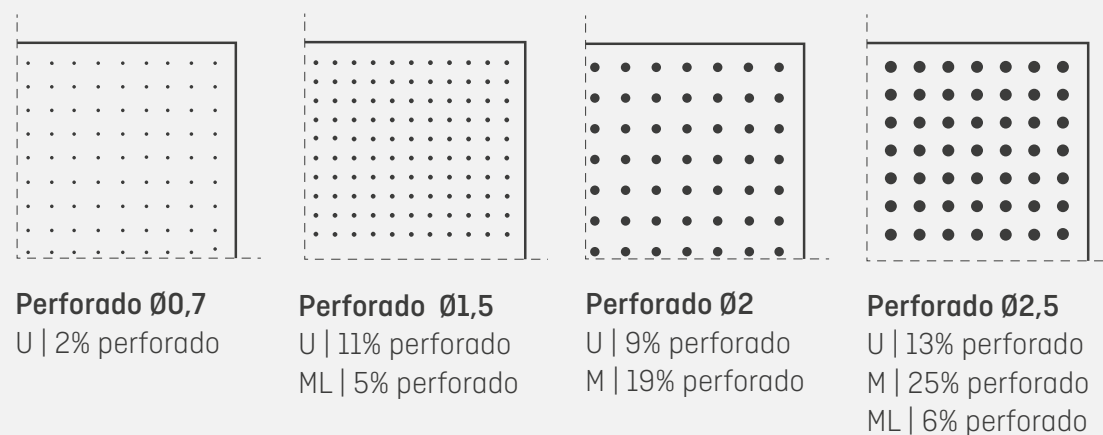 Perforado Ø0,7
U | 2% perforado
Perforado Ø1,5
U | 11% perforado
ML | 5% perforado
Perforado Ø2
U | 9% perforado
M | 19% perforado
Perforado Ø2,5
U | 13% perforado
M | 25% perforado
ML | 6% perforado